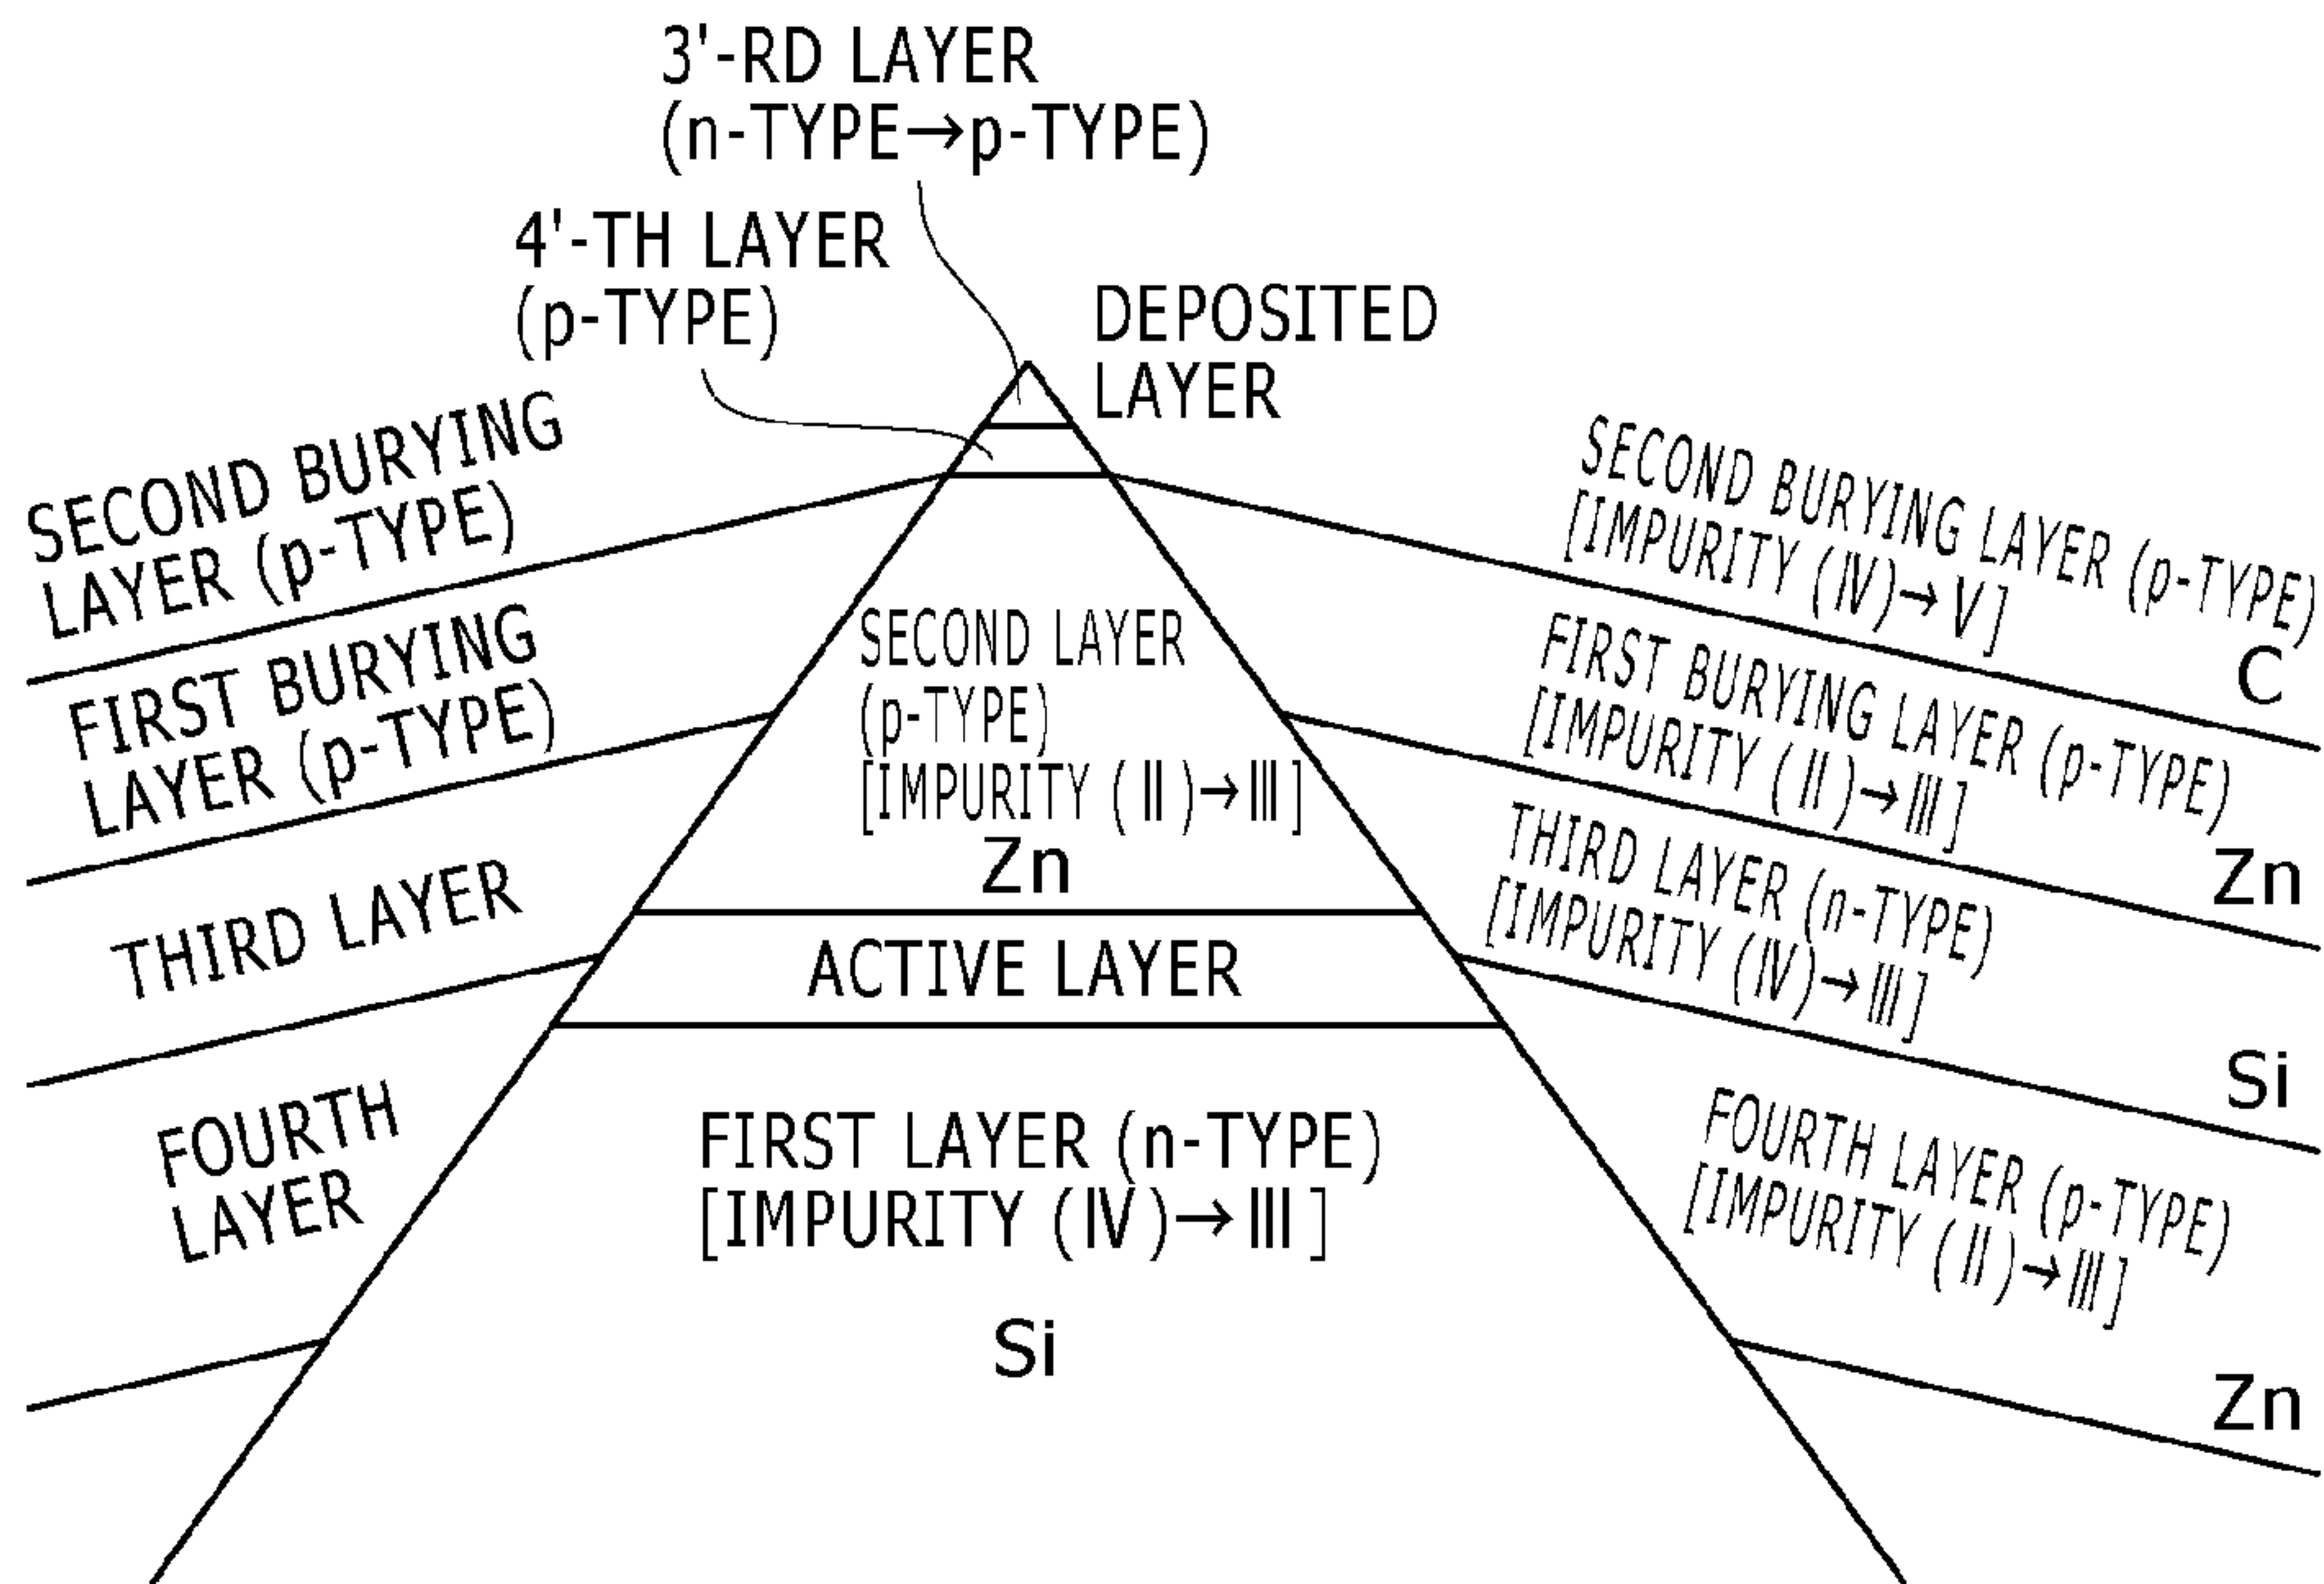 3'-RD LAYER
(n-TYPE→p-TYPE)
4'-TH LAYER
(p-TYPE)
DEPOSITED
LAYER
SECOND BURYING
LAYER (p-TYPE)
FIRST BURYING
LAYER (p-TYPE)
THIRD LAYER
FOURTH
LAYER
SECOND LAYER
(p-TYPE)
[IMPURITY (Ⅱ)→Ⅲ]
Zn
ACTIVE LAYER
FIRST LAYER (n-TYPE)
[IMPURITY (Ⅳ)→Ⅲ]
Si
SECOND BURYING LAYER (p-TYPE)
[IMPURITY (Ⅳ)→Ⅴ]
C
FIRST BURYING LAYER (p-TYPE)
[IMPURITY (Ⅱ)→Ⅲ]
Zn
THIRD LAYER (n-TYPE)
[IMPURITY (Ⅳ)→Ⅲ]
Si
FOURTH LAYER (p-TYPE)
[IMPURITY (Ⅱ)→Ⅲ]
Zn